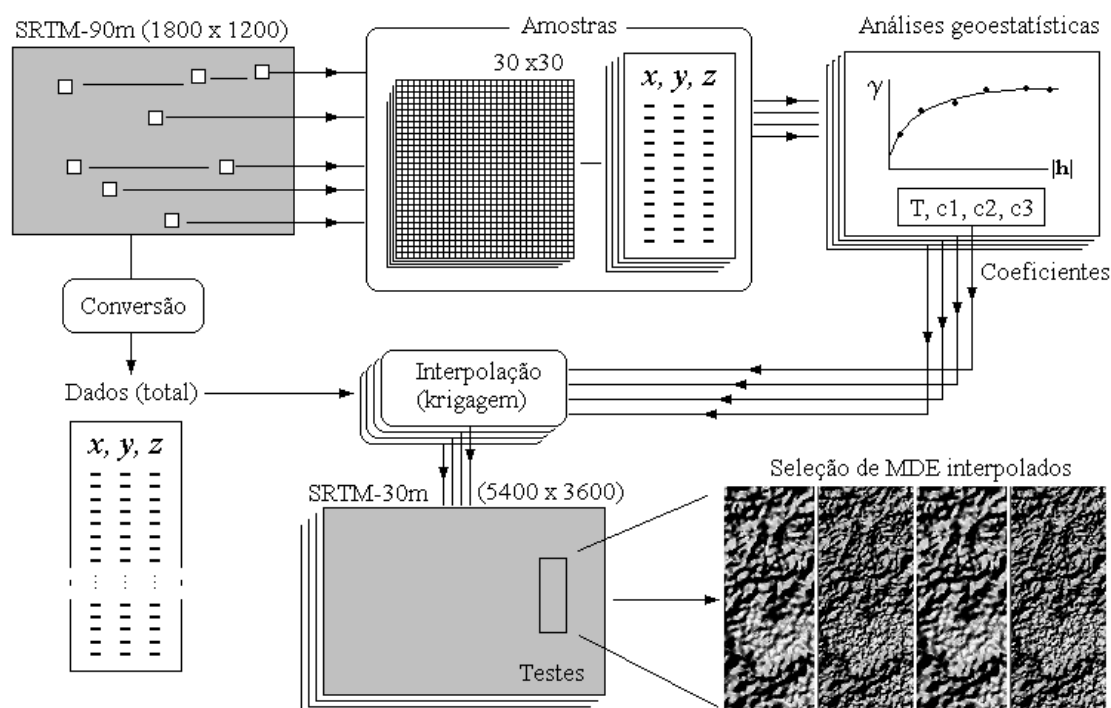 SRTM-90m (1800 x 1200)
Amostras
30 x30
x, y, z
Análises geoestatísticas
γ
|h|
T, c1, c2, c3
Coeficientes
Conversão
Dados (total)
x, y, z
Interpolação
(krigagem)
SRTM-30m (5400 x 3600)
Testes
Seleção de MDE interpolados